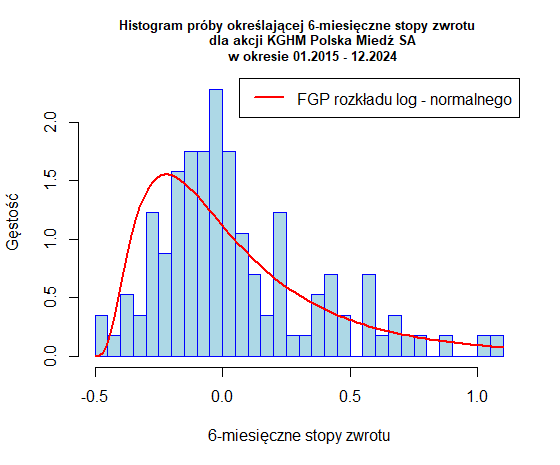 Histogram próby określającej 6-miesięczne stopy zwrotu
dla akcji KGHM Polska Miedź SA
w okresie 01.2015 - 12.2024
FGP rozkładu log - normalnego
Gęstość
2.0
1.5
1.0
0.5
0.0
-0.5 0.0 0.5 1.0
6-miesięczne stopy zwrotu